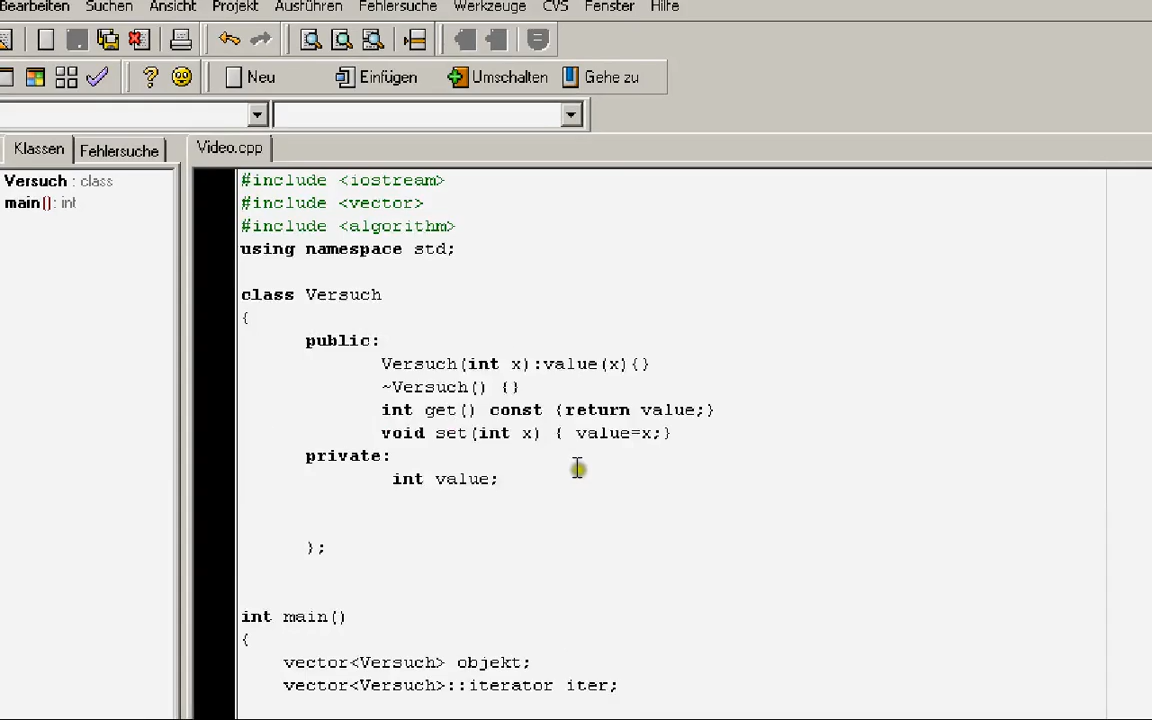 Bearbeiten Suchen Ansicht Projekt Ausführen Fehlersuche Werkzeuge CVS Fenster Hilfe
Neu Einfügen Umschalten Gehe zu
Klassen Fehlersuche Video.cpp
Versuch : class
main(): int
#include <iostream>
#include <vector>
#include <algorithm>
using namespace std;
class Versuch
{
public:
Versuch(int x):value(x){}
~Versuch() {}
int get() const {return value;}
void set(int x) { value=x;}
private:
int value;
};
int main()
{
vector<Versuch> objekt;
vector<Versuch>::iterator iter;